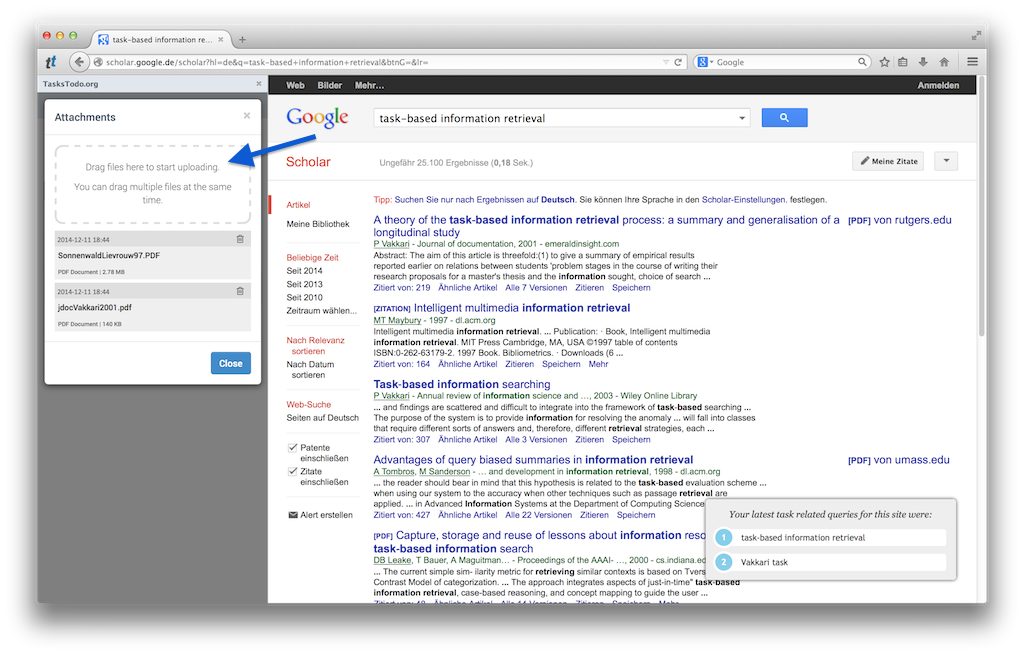 task-based information re...
scholar.google.de/scholar?hl=de&q=task-based+information+retrieval&btnG=&lr=
Google
TasksTodo.org
Attachments
Drag files here to start uploading.
You can drag multiple files at the same
time.
2014-12-11 18:44
SonnenwaldLievrouw97.PDF
PDF Document | 2.78 MB
2014-12-11 18:44
jdocVakkari2001.pdf
PDF Document | 140 KB
Close
Web Bilder Mehr... Anmelden
Google
task-based information retrieval
Scholar
Ungefähr 25.100 Ergebnisse (0,18 Sek.)
Meine Zitate
Artikel
Meine Bibliothek
Beliebige Zeit
Seit 2014
Seit 2013
Seit 2010
Zeitraum wählen...
Nach Relevanz
sortieren
Nach Datum
sortieren
Web-Suche
Seiten auf Deutsch
Patente
einschließen
Zitate
einschließen
Alert erstellen
Tipp: Suchen Sie nur nach Ergebnissen auf Deutsch. Sie können Ihre Sprache in den Scholar-Einstellungen. festlegen.
A theory of the task-based information retrieval process: a summary and generalisation of a
longitudinal study
[PDF] von rutgers.edu
P Vakkari - Journal of documentation, 2001 - emeraldinsight.com
Abstract: The aim of this article is threefold:(1) to give a summary of empirical results
reported earlier on relations between students 'problem stages in the course of writing their
research proposals for a master's thesis and the information sought, choice of search ...
Zitiert von: 219 Ähnliche Artikel Alle 7 Versionen Zitieren Speichern
[ZITATION] Intelligent multimedia information retrieval
MT Maybury - 1997 - dl.acm.org
Intelligent multimedia information retrieval. ... Publication: · Book, Intelligent multimedia
information retrieval. MIT Press Cambridge, MA, USA ©1997 table of contents
ISBN:0-262-63179-2. 1997 Book. Bibliometrics. · Downloads (6 ...
Zitiert von: 164 Ähnliche Artikel Zitieren Speichern Mehr
Task-based information searching
P Vakkari - Annual review of information science and ..., 2003 - Wiley Online Library
... and findings are scattered and difficult to integrate into the framework of task-based searching ...
The purpose of the system is to provide information for resolving the anomaly ... will fall into classes
that require different sorts of answers and, therefore, different retrieval strategies, each ...
Zitiert von: 307 Ähnliche Artikel Alle 3 Versionen Zitieren Speichern
Advantages of query biased summaries in information retrieval
[PDF] von umass.edu
A Tombros, M Sanderson - ... and development in information retrieval, 1998 - dl.acm.org
... the reader should bear in mind that this hypothesis is related to the task-based evaluation scheme ...
when using our system to the accuracy when other techniques such as passage retrieval are
applied. ... in Advanced Information Systems at the Department of Computing Science
Zitiert von: 427 Ähnliche Artikel Alle 22 Versionen Zitieren Speichern
[PDF] Capture, storage and reuse of lessons about information reso
task-based information search
DB Leake, T Bauer, A Maguitman... - Proceedings of the AAAI- ..., 2000 - cs.indiana.ed
... The current simple sim- ilarity metric for retrieving similar contexts is based on Tvers
Contrast Model of categorization. ... The approach integrates aspects of just-in-time" task-based
information retrieval, case-based reasoning, and concept mapping to guide the user ...
Zitiert von: 48 Ähnliche Artikel Alle 14 Versionen Zitieren Speichern Mehr
Your latest task related queries for this site were:
1 task-based information retrieval
2 Vakkari task